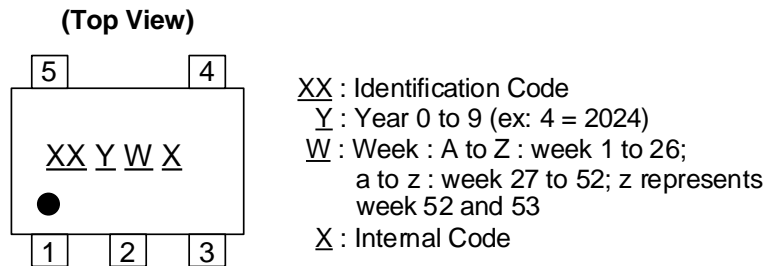 (Top View)
5 4
XX Y W X
1 2 3
XX : Identification Code
Y : Year 0 to 9 (ex: 4 = 2024)
W : Week : A to Z : week 1 to 26;
a to z : week 27 to 52; z represents
week 52 and 53
X : Internal Code